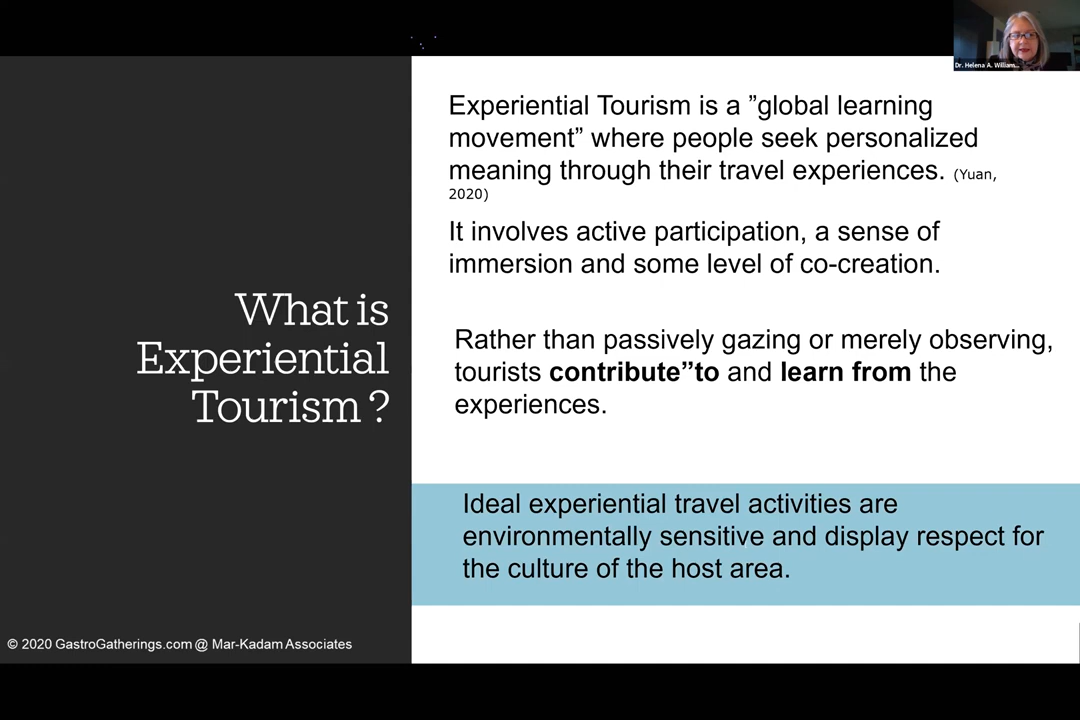 Dr. Helena A. William...
What is
Experiential
Tourism ?
Experiential Tourism is a ”global learning
movement” where people seek personalized
meaning through their travel experiences. (Yuan,
2020)
It involves active participation, a sense of
immersion and some level of co-creation.
Rather than passively gazing or merely observing,
tourists contribute”to and learn from the
experiences.
Ideal experiential travel activities are
environmentally sensitive and display respect for
the culture of the host area.
© 2020 GastroGatherings.com @ Mar-Kadam Associates